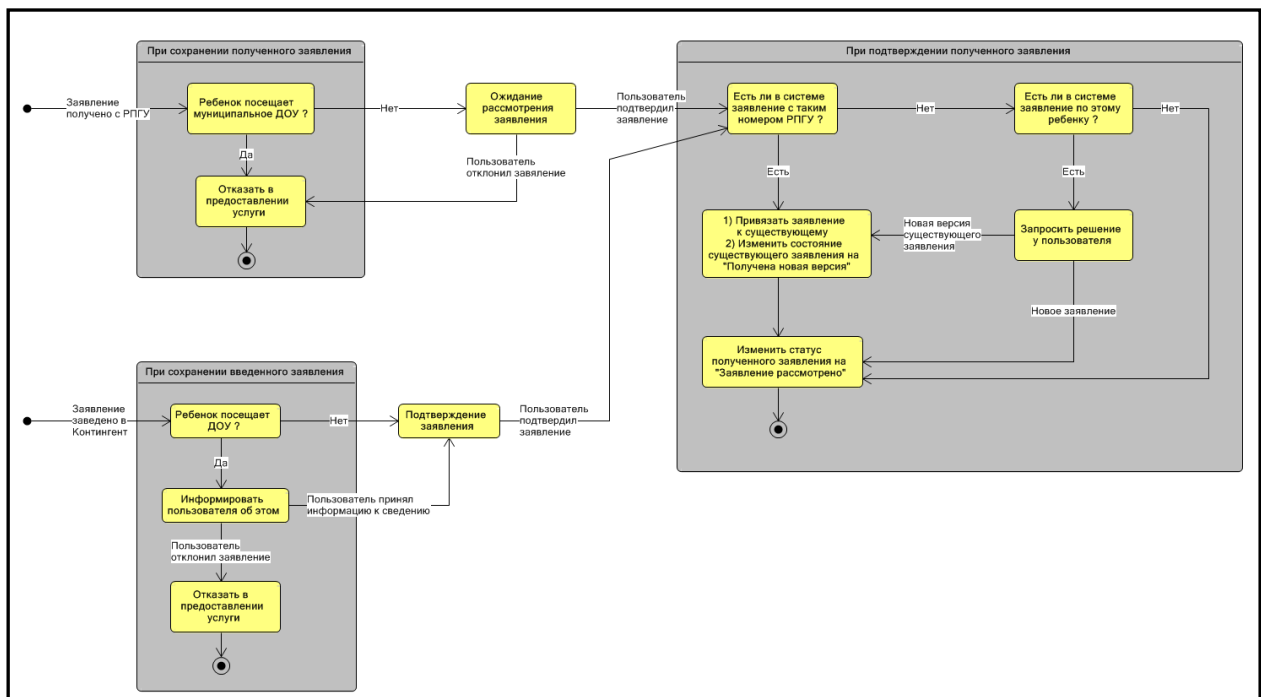 При сохранении полученного заявления
Заявление
получено с РПГУ
Ребенок посещает
муниципальное ДОУ ?
Нет
Ожидание
рассмотрения
заявления
Да
Пользователь
отклонил завяление
Отказать в
предоставлении
услуги
Пользователь
подтвердил
заявление
При подтверждении полученного заявления
Есть ли в системе
заявление с таким
номером РПГУ ?
Нет
Есть ли в системе
заявление по этому
ребенку ?
Нет
Есть
Есть
1) Привязать заявление
к существующему
2) Изменить состояние
существующего заявления на
"Получена новая версия"
Новая версия
существующего
заявления
Запросить решение
у пользователя
Новое заявление
Изменить статус
полученного заявления на
"Заявление рассмотрено"
При сохранении введенного заявления
Заявление
заведено в
Контингент
Ребенок посещает
ДОУ ?
Нет
Подтверждение
заявления
Пользователь
подтвердил
заявление
Да
Информировать
пользователя об этом
Пользователь принял
информацию к сведению
Пользователь
отклонил заявление
Отказать в
предоставлении
услуги